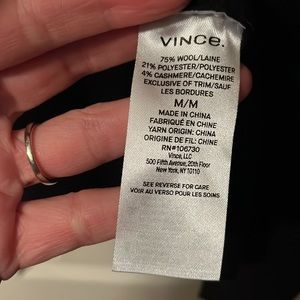 VINCE.
75% WOOL/LAINE
21% POLYESTER/POLYESTER
4% CASHMERE/CACHEMIRE
EXCLUSIVE OF TRIM/SAUF
LES BORDURES
M/M
MADE IN CHINA
FABRIQUÉ EN CHINE
YARN ORIGIN: CHINA
ORIGINE DE FIL: CHINE
RN#106730
Vince, LLC
500 Fifth Avenue, 20th Floor
New York, NY 10110
SEE REVERSE FOR CARE
VOIR AU VERSO POUR LES SOINS